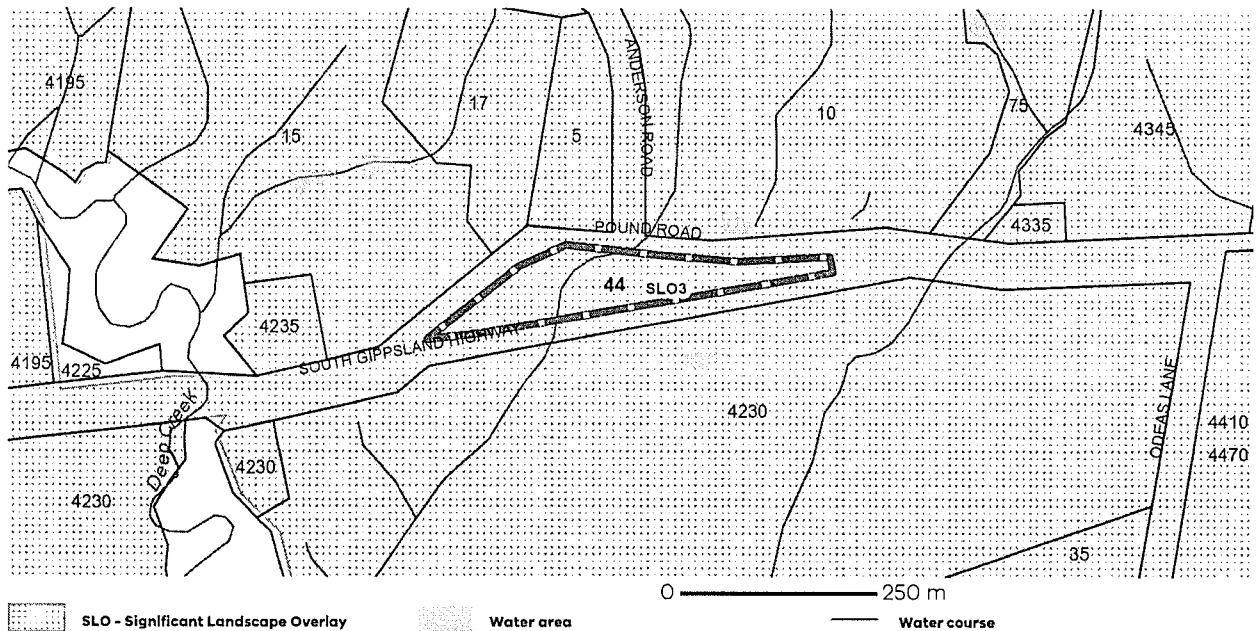 4195
17
ANDERSON ROAD
10
75
15
5
4345
POUND ROAD
4335
44
SLO3
4235
SOUTH GIPPSLAND HIGHWAY
4195
4225
Deep Creek
4230
ODEAS LANE
4410
4470
4230
4230
35
0 250 m
SLO - Significant Landscape Overlay
Water area
Water course